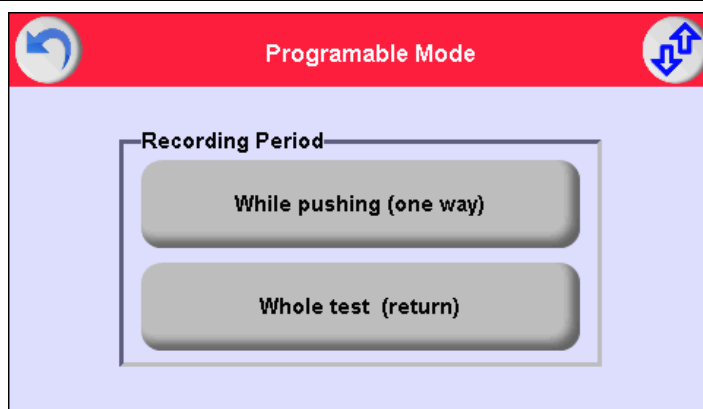 Programable Mode
Recording Period
While pushing (one way)
Whole test (return)